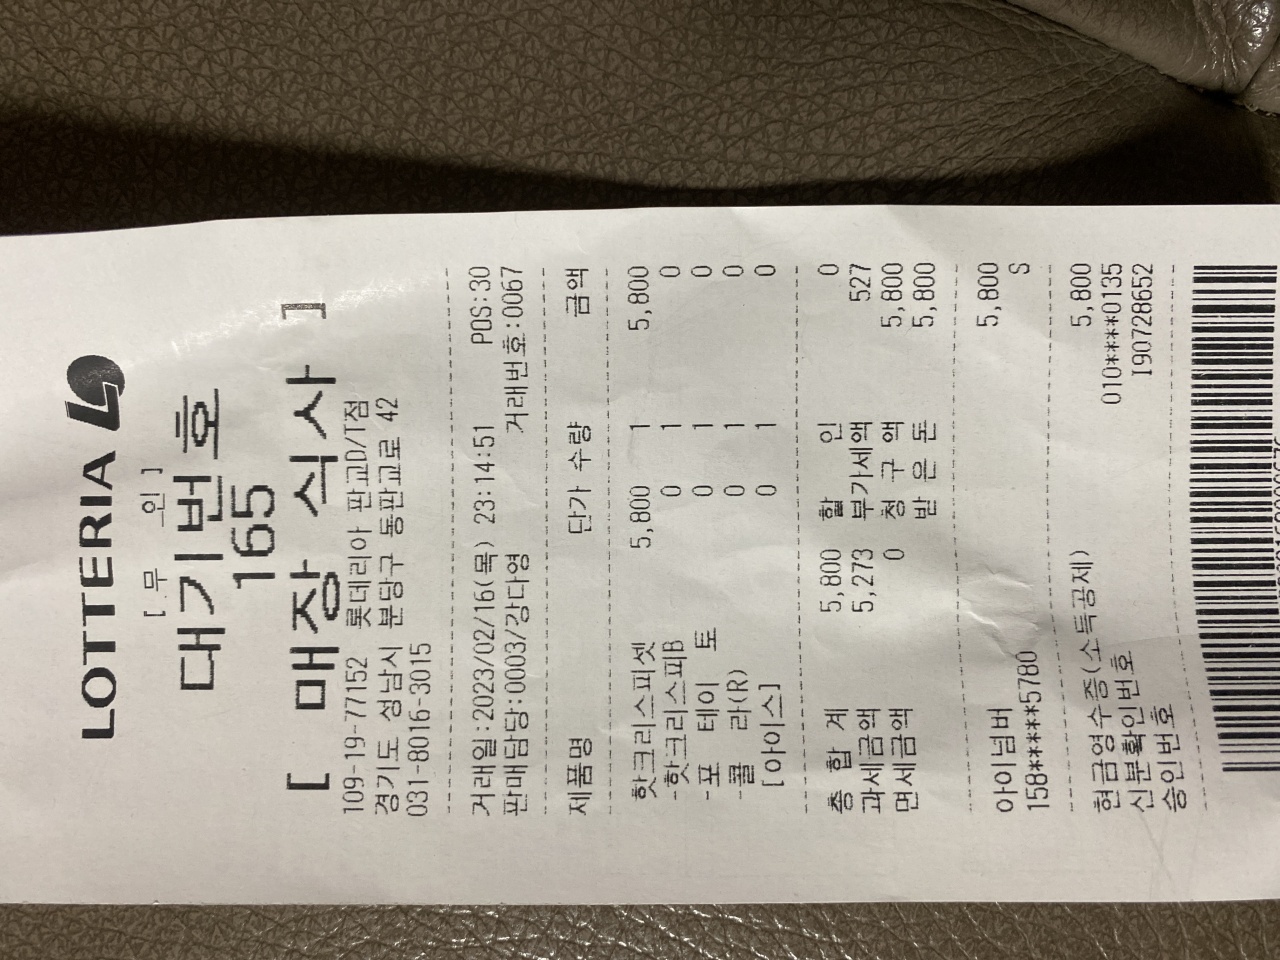 LOTTERIA
[ 무 인 ]
대기번호
165
[ 매장 식사 ]
109-19-77152 롯데리아 판교D/T점
경기도 성남시 분당구 동판교로 42
031-8016-3015
거래일:2023/02/16(목) 23:14:51 POS:30
판매담당:0003/강다영 거래번호:0067
제품명 단가 수량 금액
핫크리스피셋 5,800 1 5,800
-핫크리스피B 0 1 0
-포 테이 토 0 1 0
-콜 라(R) 0 1 0
[아이스] 0 1 0
총 합 계 5,800 할 인 0
과세금액 5,273 부가세액 527
면세금액 0 청 구 액 5,800
받 은 돈 5,800
아이넘버 5,800
158*****5780 S
현금영수증(소득공제) 5,800
신분확인번호 010****0135
승인번호 I90728652